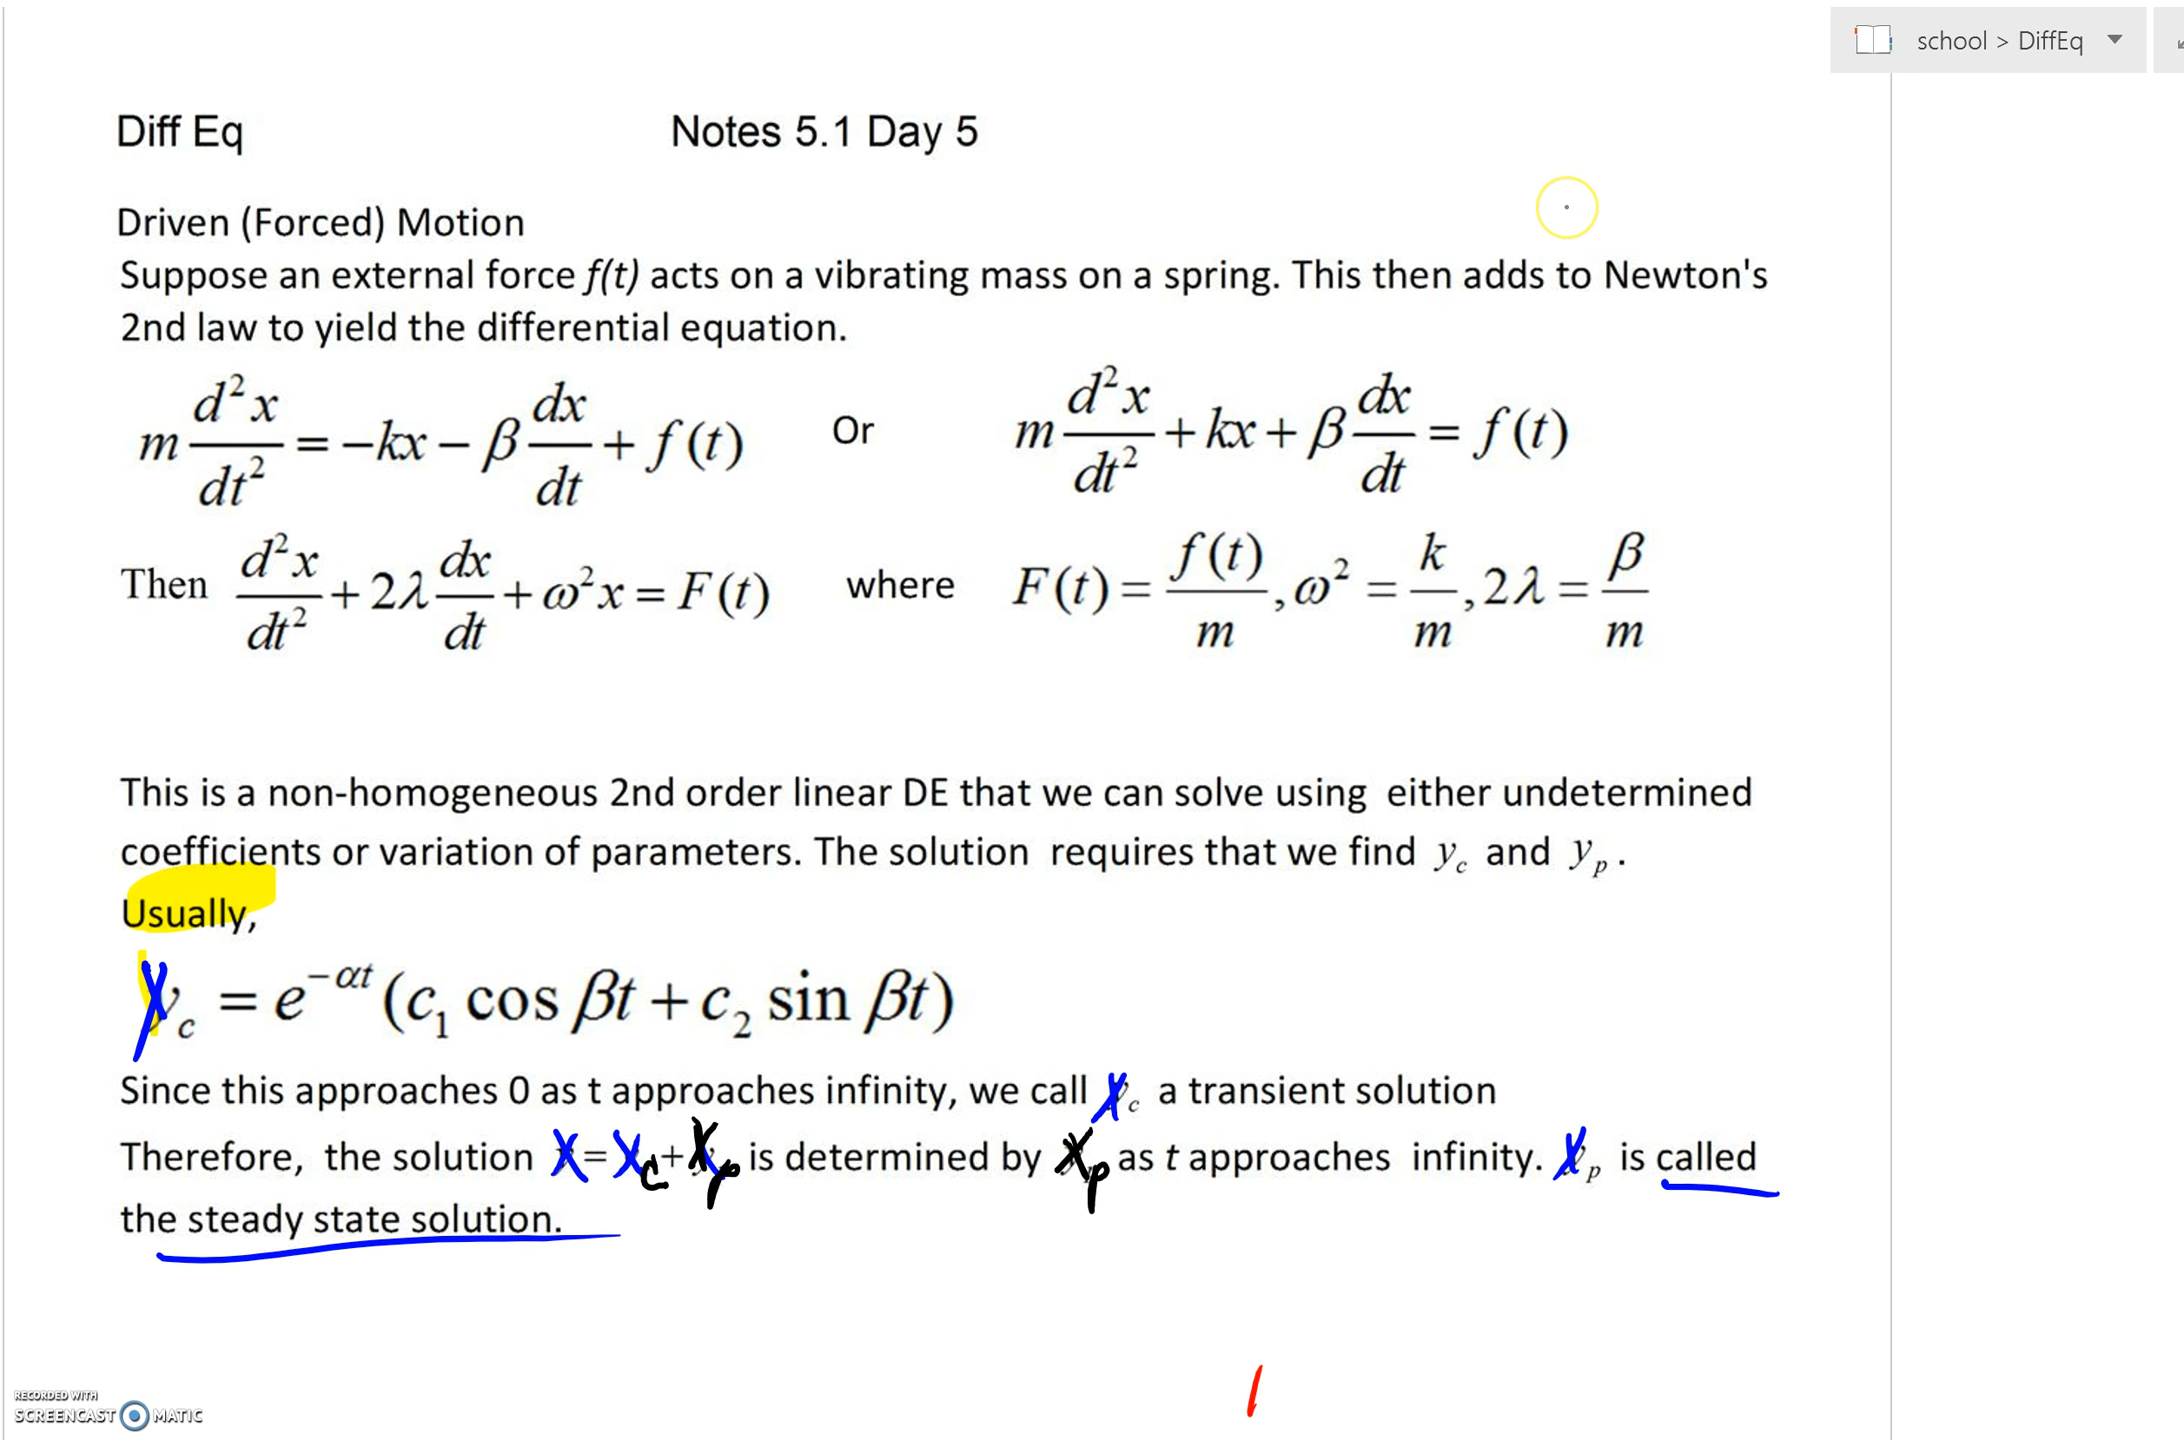 school > DiffEq
Diff Eq Notes 5.1 Day 5
Driven (Forced) Motion
Suppose an external force f(t) acts on a vibrating mass on a spring. This then adds to Newton's
2nd law to yield the differential equation.
m d²x/dt² = −kx − β dx/dt + f(t) Or m d²x/dt² + kx + β dx/dt = f(t)
Then d²x/dt² + 2λ dx/dt + ω²x = F(t) where F(t) = f(t)/m, ω² = k/m, 2λ = β/m
This is a non-homogeneous 2nd order linear DE that we can solve using either undetermined
coefficients or variation of parameters. The solution requires that we find y_c and y_p.
Usually,
x_c = e^(−αt) (c₁ cos βt + c₂ sin βt)
Since this approaches 0 as t approaches infinity, we call x_c a transient solution
Therefore, the solution x = x_c + x_p is determined by x_p as t approaches infinity. x_p is called
the steady state solution.
RECORDED WITH
SCREENCAST MATIC